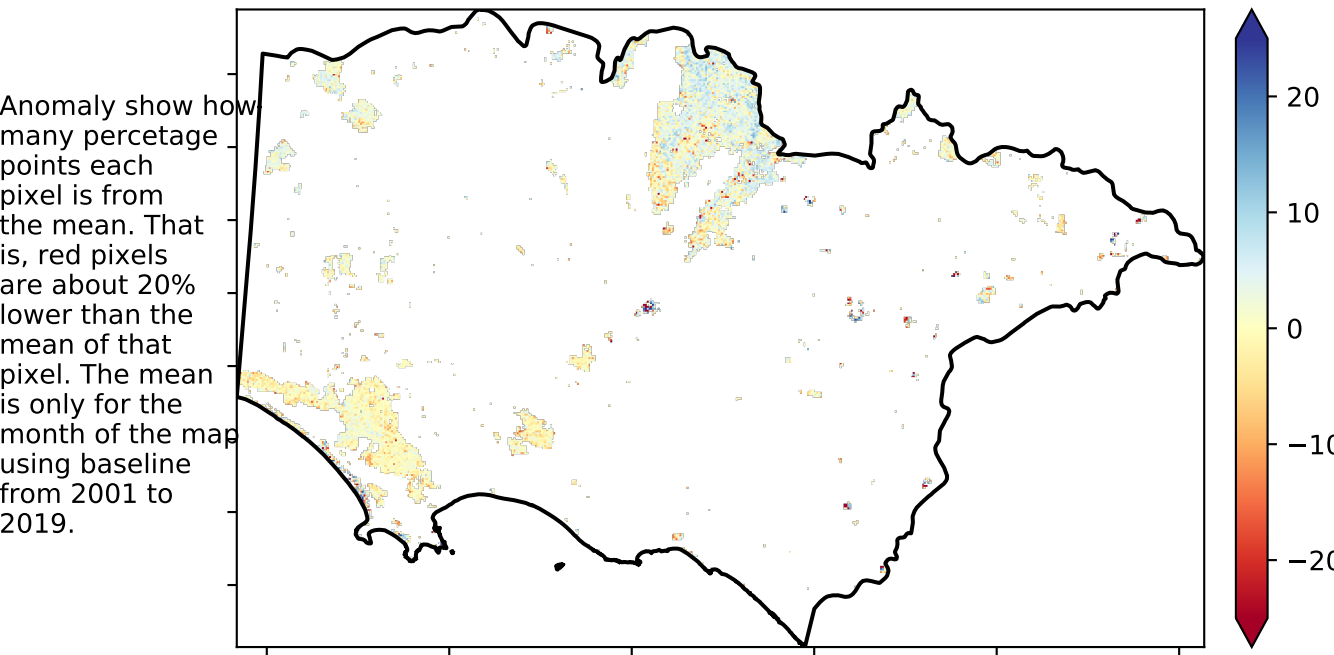 Anomaly show how
many percetage
points each
pixel is from
the mean. That
is, red pixels
are about 20%
lower than the
mean of that
pixel. The mean
is only for the
month of the map
using baseline
from 2001 to
2019.
20
10
0
−10
−20